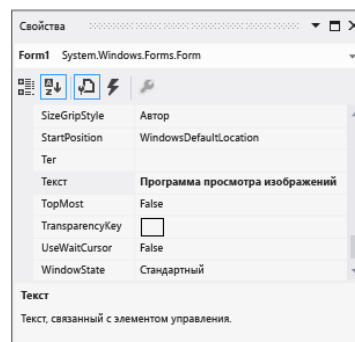 Свойства
Form1 System.Windows.Forms.Form
SizeGripStyle Автор
StartPosition WindowsDefaultLocation
Тег
Текст Программа просмотра изображений
TopMost False
TransparencyKey
UseWaitCursor False
WindowState Стандартный
Текст
Текст, связанный с элементом управления.